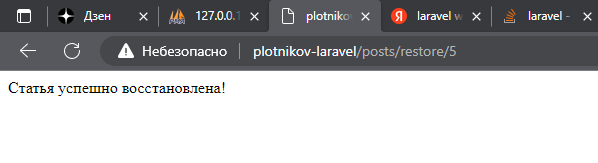 Дзен
127.0.0.1
plotnikov
laravel w
laravel -
Небезопасно
plotnikov-laravel/posts/restore/5
Статья успешно восстановлена!